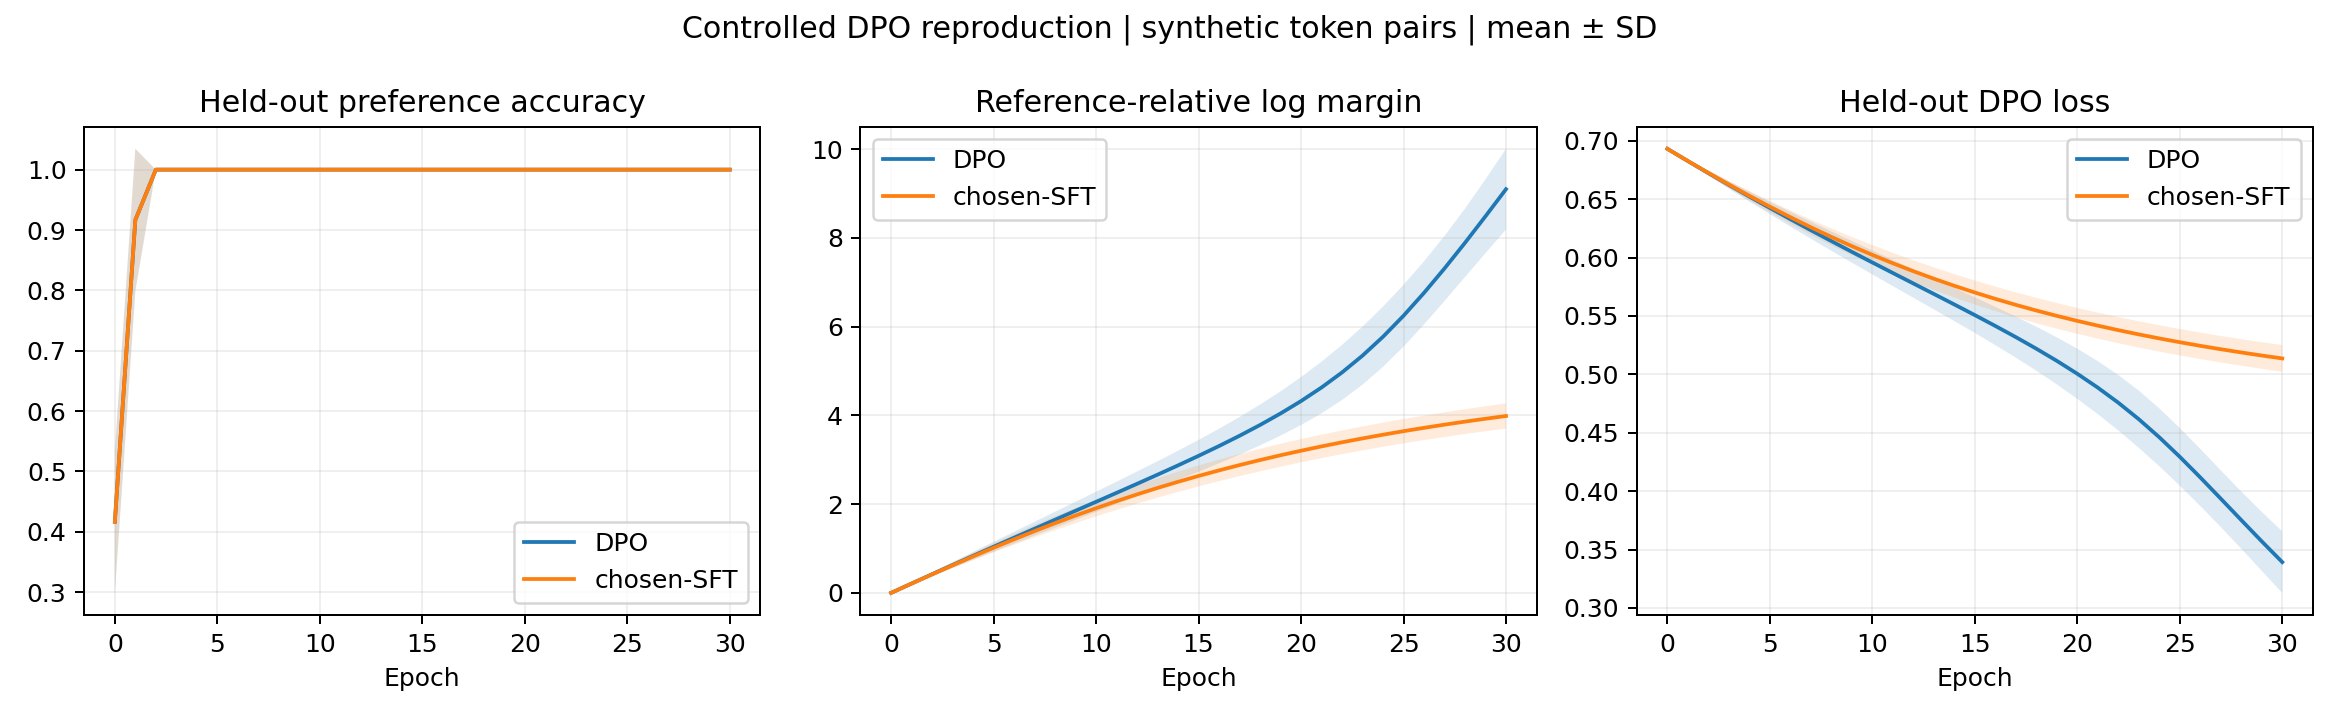 Controlled DPO reproduction | synthetic token pairs | mean ± SD
Held-out preference accuracy
1.0
0.9
0.8
0.7
0.6
0.5
0.4
0.3
DPO
chosen-SFT
0 5 10 15 20 25 30
Epoch
Reference-relative log margin
10
8
6
4
2
0
DPO
chosen-SFT
0 5 10 15 20 25 30
Epoch
Held-out DPO loss
0.70
0.65
0.60
0.55
0.50
0.45
0.40
0.35
0.30
DPO
chosen-SFT
0 5 10 15 20 25 30
Epoch